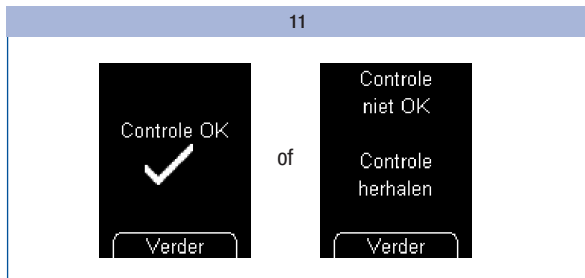 11
Controle OK
Verder
of
Controle
niet OK
Controle
herhalen
Verder